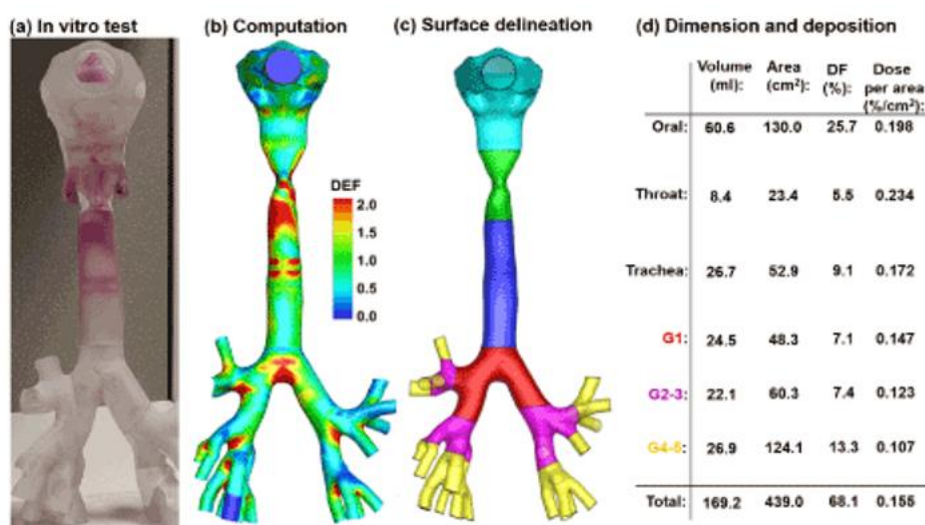 (a) In vitro test
(b) Computation
(c) Surface delineation
(d) Dimension and deposition
DEF
2.0
1.5
1.0
0.5
0.0
Volume (ml): Area (cm²): DF (%): Dose per area (%/cm²):
Oral: 60.6 130.0 25.7 0.198
Throat: 8.4 23.4 5.5 0.234
Trachea: 26.7 52.9 9.1 0.172
G1: 24.5 48.3 7.1 0.147
G2-3: 22.1 60.3 7.4 0.123
G4-5: 26.9 124.1 13.3 0.107
Total: 169.2 439.0 68.1 0.155